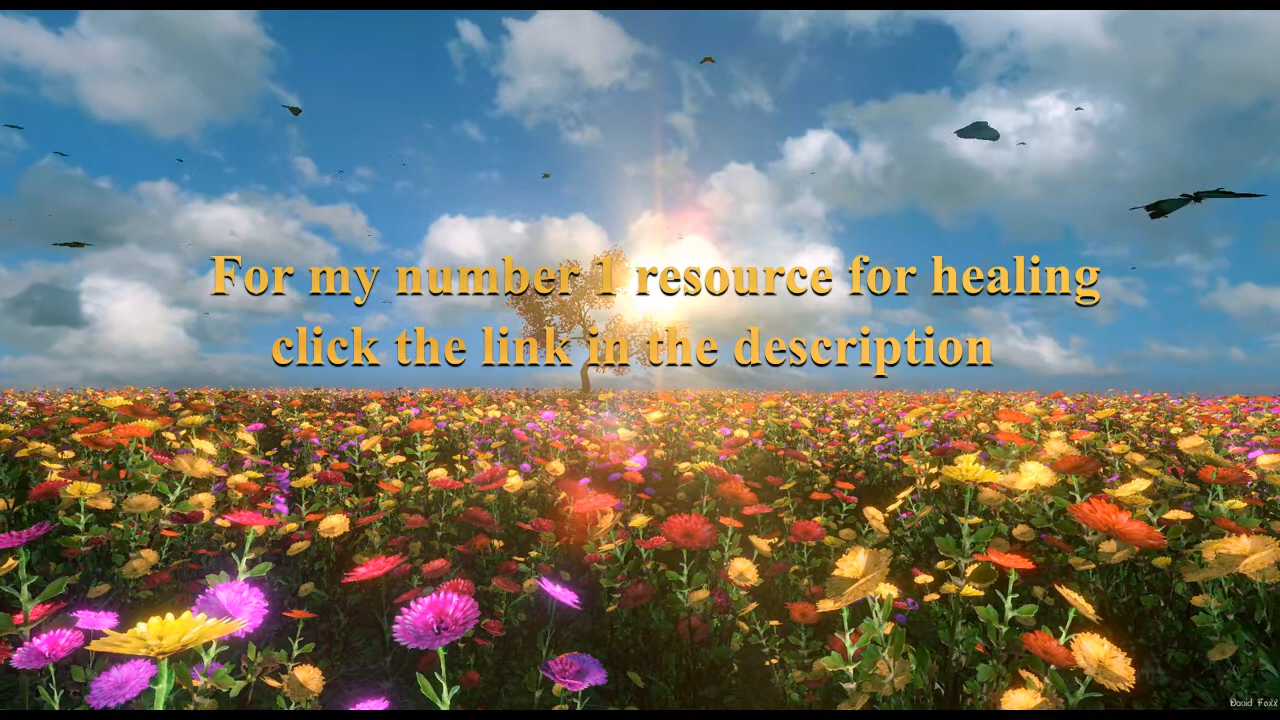 For my number 1 resource for healing
click the link in the description
David Foxx